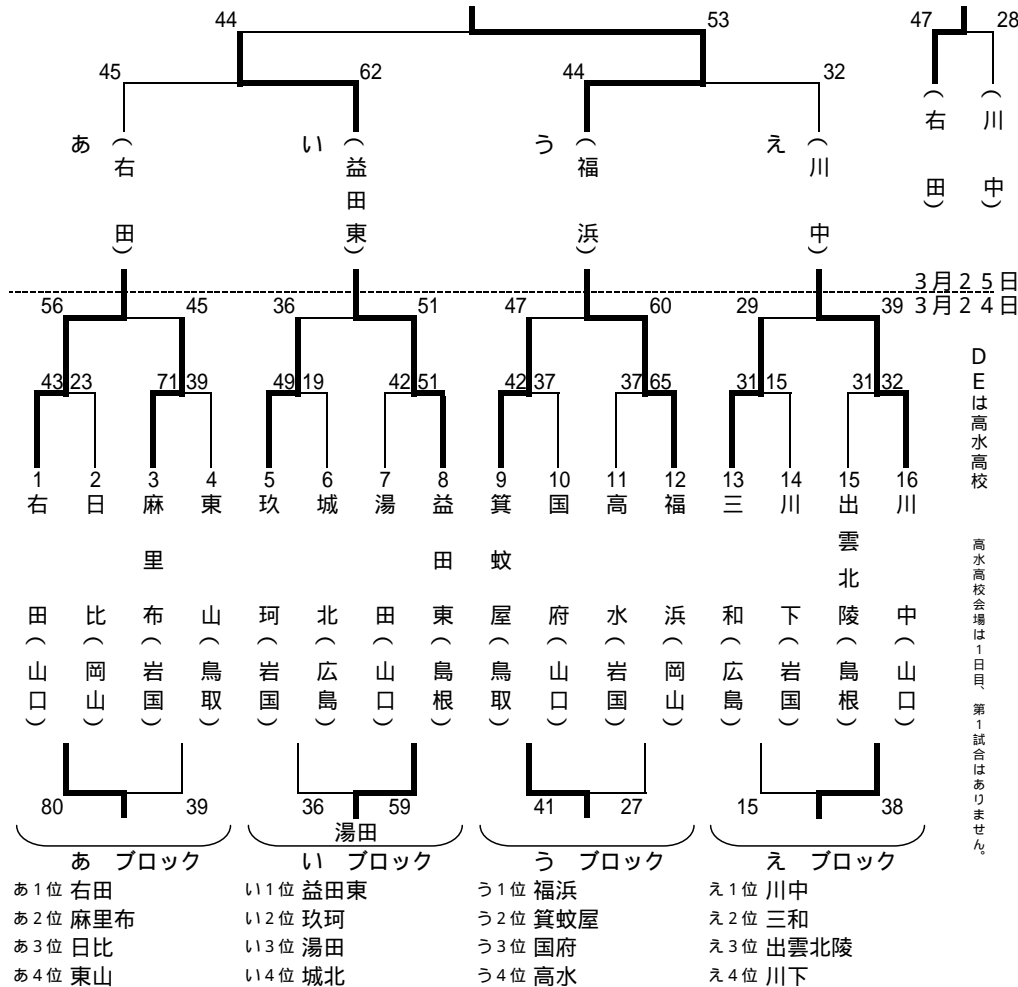 44 53 47 28
45 62 44 32
あ（右田） い（益田東） う（福浜） え（川中） （右田） （川中）
３月２５日
３月２４日
56 45 36 51 47 60 29 39
43 23 71 39 49 19 42 51 42 37 37 65 31 15 31 32
1 右田（山口）
2 日比（岡山）
3 麻里布（岩国）
4 東山（鳥取）
5 玖珂（岩国）
6 城北（広島）
7 湯田（山口）
8 益田東（島根）
9 箕蚊屋（鳥取）
10 国府（山口）
11 高水（岩国）
12 福浜（岡山）
13 三和（広島）
14 川下（岩国）
15 出雲北陵（島根）
16 川中（山口）
ＤＥは高水高校
高水高校会場は１日目、第１試合はありません。
80 39 36 59 41 27 15 38
湯田
あ ブロック い ブロック う ブロック え ブロック
あ１位 右田 い１位 益田東 う１位 福浜 え１位 川中
あ２位 麻里布 い２位 玖珂 う２位 箕蚊屋 え２位 三和
あ３位 日比 い３位 湯田 う３位 国府 え３位 出雲北陵
あ４位 東山 い４位 城北 う４位 高水 え４位 川下